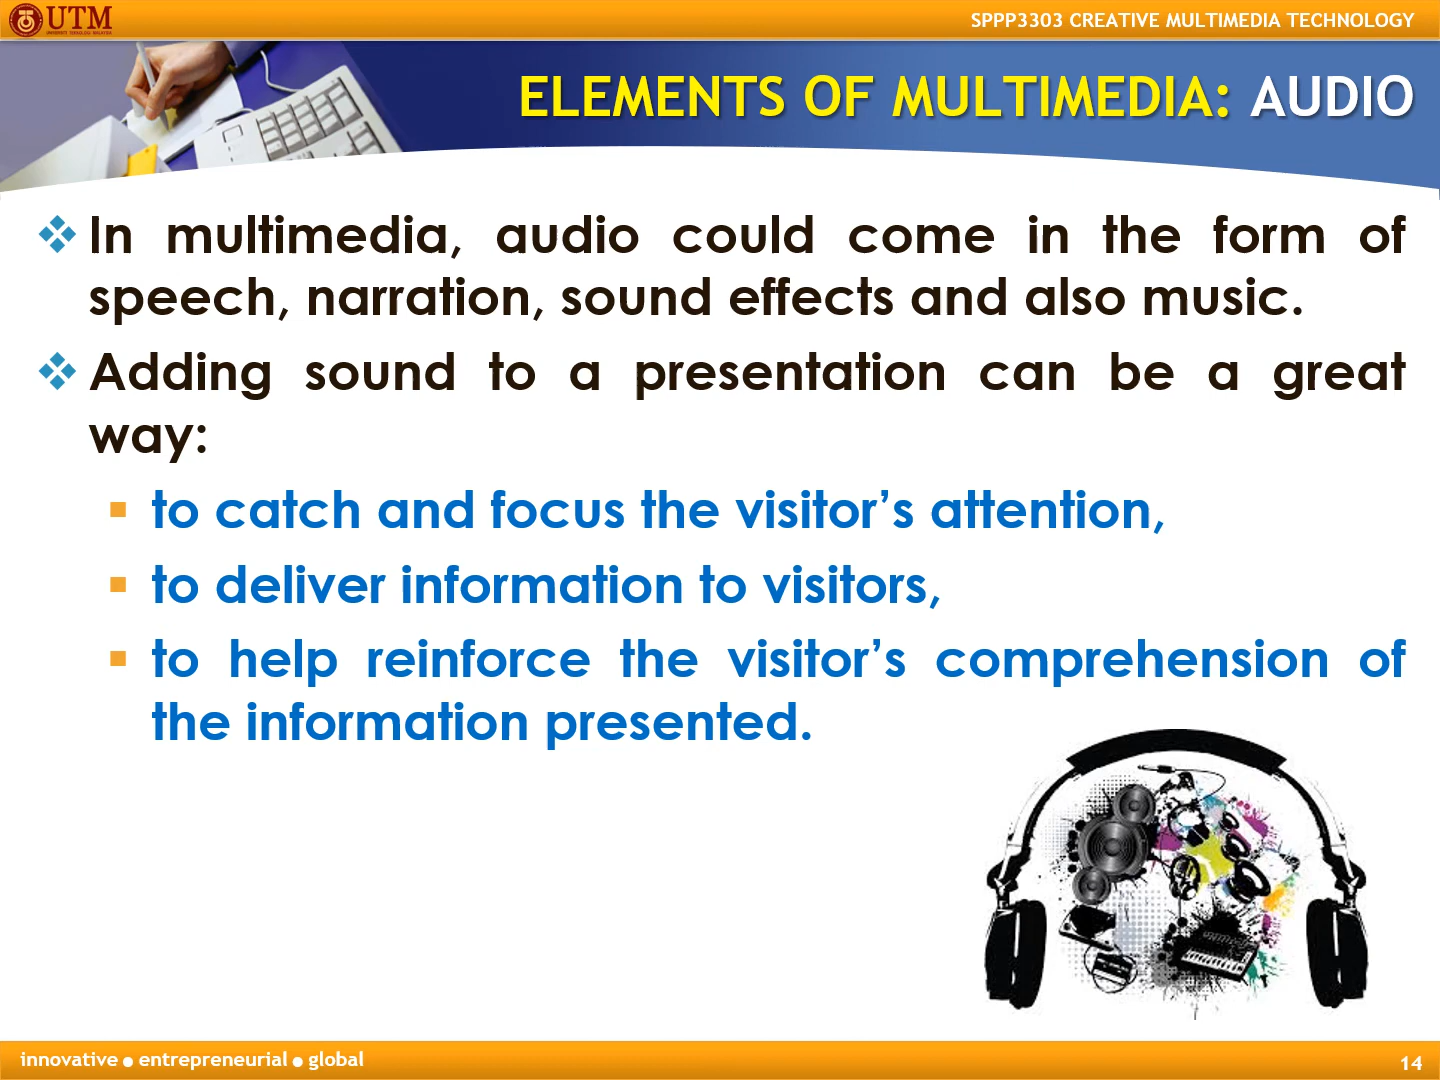 UTM
UNIVERSITI TEKNOLOGI MALAYSIA
SPPP3303 CREATIVE MULTIMEDIA TECHNOLOGY
ELEMENTS OF MULTIMEDIA: AUDIO
In multimedia, audio could come in the form of
speech, narration, sound effects and also music.
Adding sound to a presentation can be a great
way:
to catch and focus the visitor’s attention,
to deliver information to visitors,
to help reinforce the visitor’s comprehension of
the information presented.
innovative ● entrepreneurial ● global
14